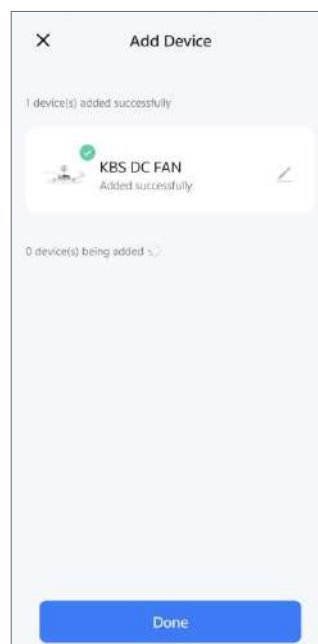 Add Device
1 device(s) added successfully
KBS DC FAN
Added successfully
0 device(s) being added
Done